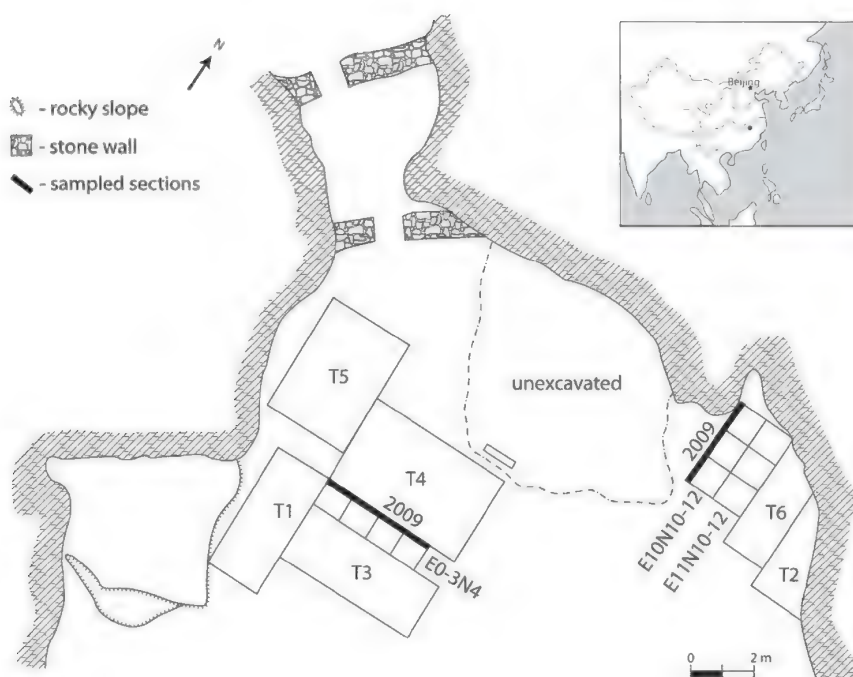 N
- rocky slope
- stone wall
- sampled sections
Beijing
T5
unexcavated
T4
2009
T1
2009
T3
E0-3N4
E10N10-12
E11N10-12
T6
T2
0 2 m